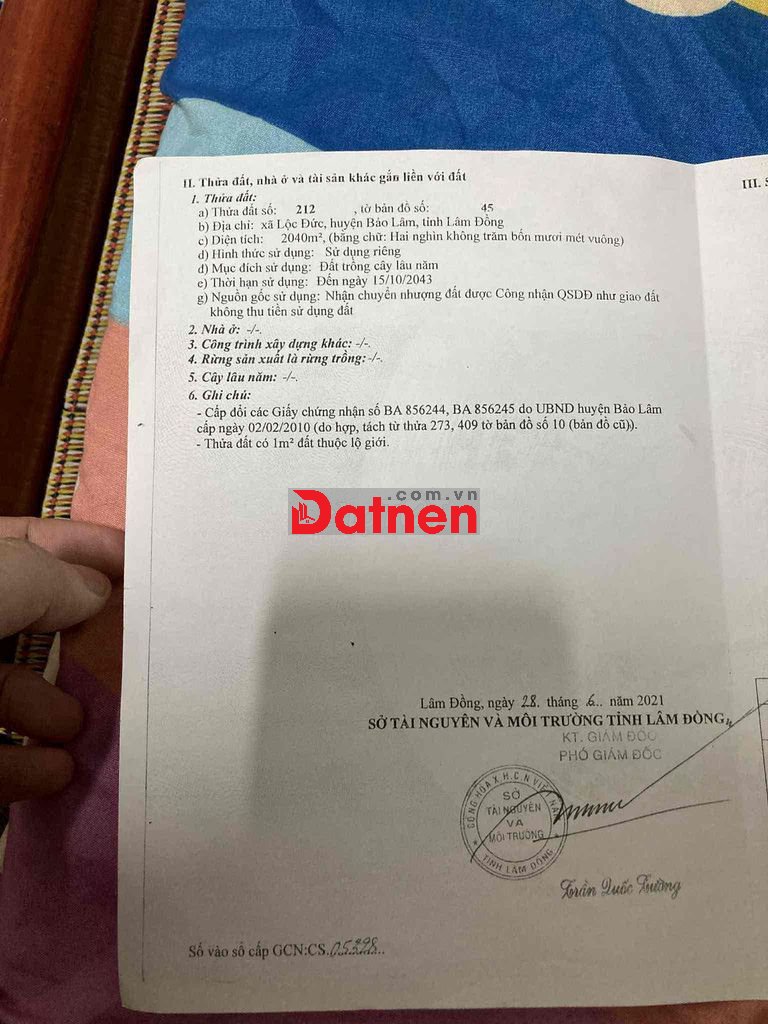 II. Thửa đất, nhà ở và tài sản khác gắn liền với đất
III. S
1. Thửa đất:
a) Thửa đất số: 212 , tờ bản đồ số: 45
b) Địa chỉ: xã Lộc Đức, huyện Bảo Lâm, tỉnh Lâm Đồng
c) Diện tích: 2040m², (bằng chữ: Hai nghìn không trăm bốn mươi mét vuông)
d) Hình thức sử dụng: Sử dụng riêng
đ) Mục đích sử dụng: Đất trồng cây lâu năm
e) Thời hạn sử dụng: Đến ngày 15/10/2043
g) Nguồn gốc sử dụng: Nhận chuyển nhượng đất được Công nhận QSDĐ như giao đất
không thu tiền sử dụng đất
2. Nhà ở: -/-.
3. Công trình xây dựng khác: -/-.
4. Rừng sản xuất là rừng trồng: -/-.
5. Cây lâu năm: -/-.
6. Ghi chú:
- Cấp đổi các Giấy chứng nhận số BA 856244, BA 856245 do UBND huyện Bảo Lâm
cấp ngày 02/02/2010 (do hợp, tách từ thửa 273, 409 tờ bản đồ số 10 (bản đồ cũ)).
- Thửa đất có 1m² đất thuộc lộ giới.
.com.vn
Datnen
Lâm Đồng, ngày 28. tháng 6.. năm 2021
SỞ TÀI NGUYÊN VÀ MÔI TRƯỜNG TỈNH LÂM ĐỒNG
KT. GIÁM ĐỐC
PHÓ GIÁM ĐỐC
CỘNG HÒA X.H.C.N VIỆT NAM
SỞ
TÀI NGUYÊN
VÀ
MÔI TRƯỜNG
TỈNH LÂM ĐỒNG
Trần Quốc Trường
Số vào sổ cấp GCN:CS.05398..